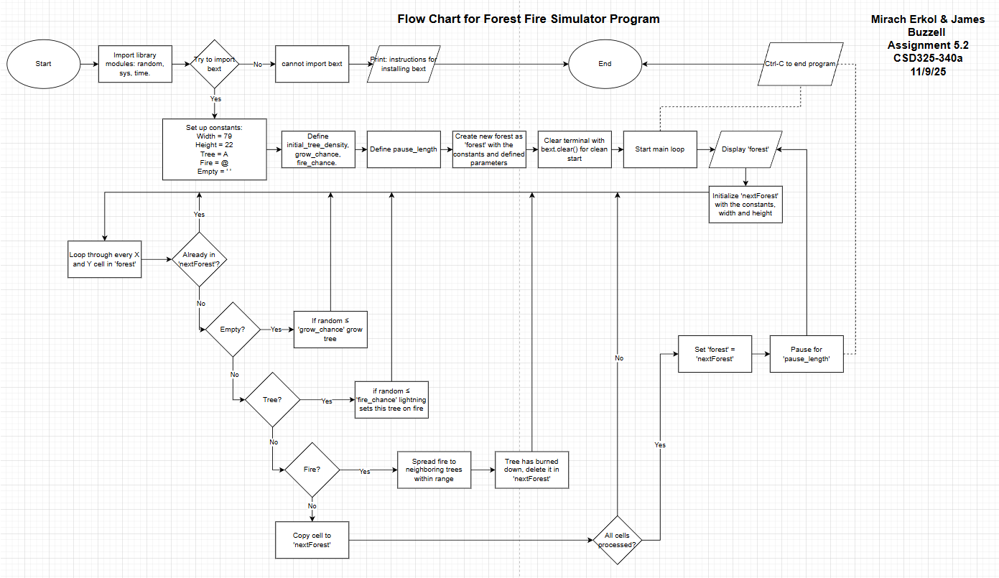 Flow Chart for Forest Fire Simulator Program
Mirach Erkol & James
Buzzell
Assignment 5.2
CSD325-340a
11/9/25
Start
Import library
modules: random,
sys, time.
Try to import
bext
No
cannot import bext
Print: instructions for
installing bext
End
Ctrl-C to end program
Yes
Set up constants:
Width = 79
Height = 22
Tree = A
Fire = @
Empty = ' '
Define
initial_tree_density,
grow_chance,
fire_chance.
Define pause_length
Create new forest as
'forest' with the
constants and defined
parameters
Clear terminal with
bext.clear() for clean
start
Start main loop
Display 'forest'
Initialize 'nextForest'
with the constants,
width and height
Yes
Loop through every X
and Y cell in 'forest'
Already in
'nextForest'?
No
Empty?
Yes
If random ≤
'grow_chance' grow
tree
No
Tree?
Yes
if random ≤
'fire_chance' lightning
sets this tree on fire
No
Fire?
Yes
Spread fire to
neighboring trees
within range
Tree has burned
down, delete it in
'nextForest'
No
Copy cell to
'nextForest'
All cells
processed?
No
Yes
Set 'forest' =
'nextForest'
Pause for
'pause_length'